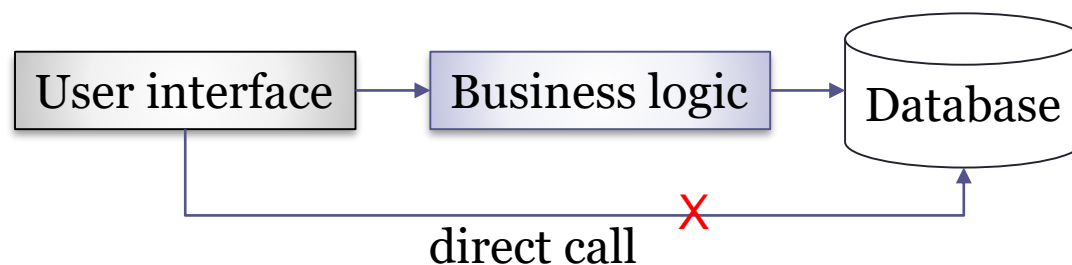 User interface
Business logic
Database
X
direct call